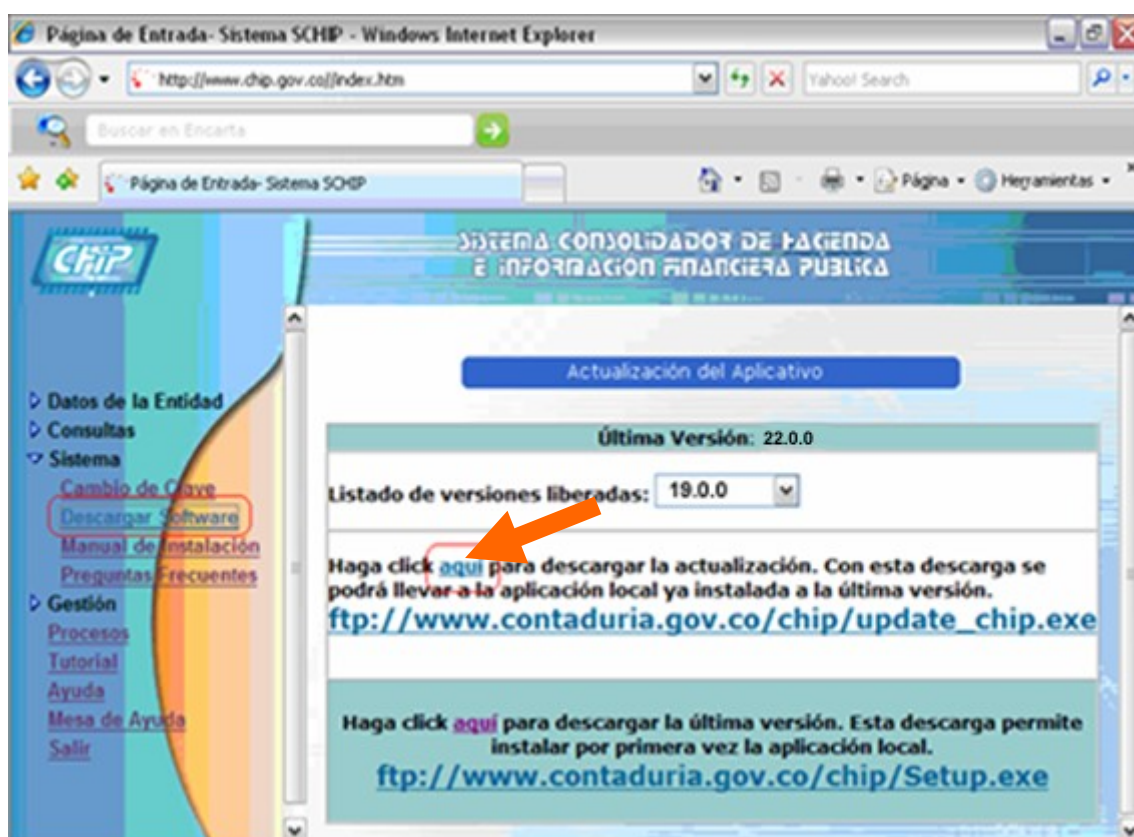 Página de Entrada- Sistema SCHIP - Windows Internet Explorer
http://www.chip.gov.co//index.htm
Yahoo! Search
Buscar en Encarta
Página de Entrada- Sistema SCHIP
Página
Herramientas
CHIP
SISTEMA CONSOLIDADOR DE HACIENDA
E INFORMACION FINANCIERA PUBLICA
Datos de la Entidad
Consultas
Sistema
Cambio de Clave
Descargar Software
Manual de Instalación
Preguntas Frecuentes
Gestión
Procesos
Tutorial
Ayuda
Mesa de Ayuda
Salir
Actualización del Aplicativo
Última Versión: 22.0.0
Listado de versiones liberadas: 19.0.0
Haga click aquí para descargar la actualización. Con esta descarga se
podrá llevar a la aplicación local ya instalada a la última versión.
ftp://www.contaduria.gov.co/chip/update_chip.exe
Haga click aquí para descargar la última versión. Esta descarga permite
instalar por primera vez la aplicación local.
ftp://www.contaduria.gov.co/chip/Setup.exe